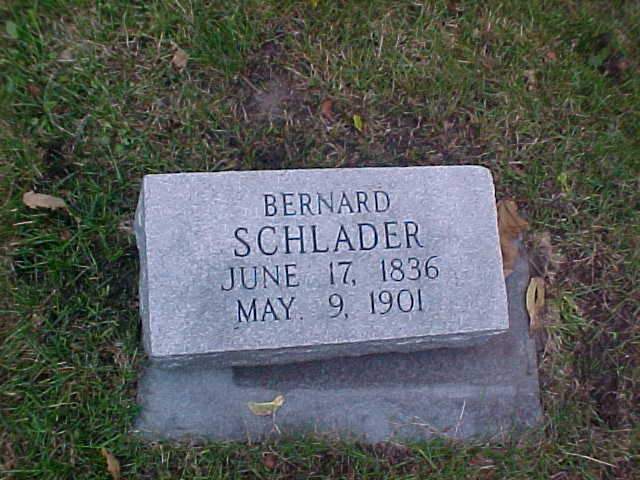 BERNARD
SCHLADER
JUNE 17, 1836
MAY. 9, 1901